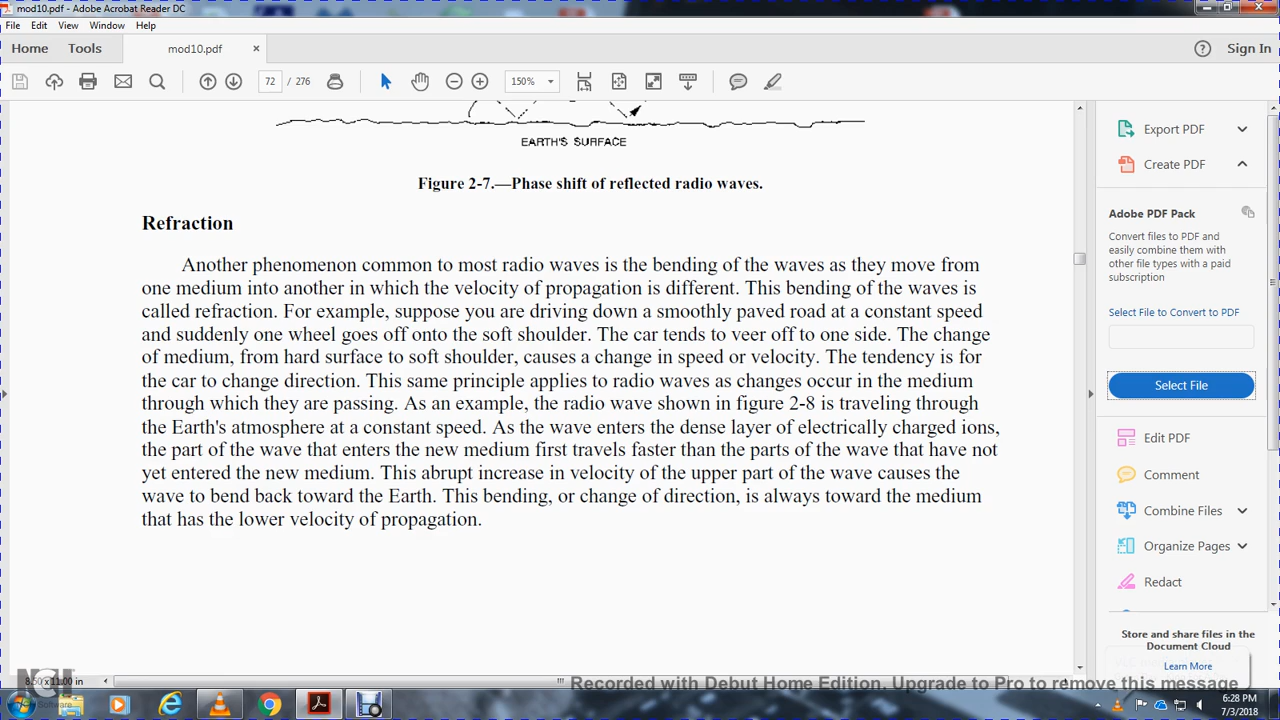 mod10.pdf - Adobe Acrobat Reader DC
File Edit View Window Help
Home Tools mod10.pdf × ? Sign In
72 / 276 150%
EARTH'S SURFACE
Figure 2-7.—Phase shift of reflected radio waves.
Refraction
Another phenomenon common to most radio waves is the bending of the waves as they move from
one medium into another in which the velocity of propagation is different. This bending of the waves is
called refraction. For example, suppose you are driving down a smoothly paved road at a constant speed
and suddenly one wheel goes off onto the soft shoulder. The car tends to veer off to one side. The change
of medium, from hard surface to soft shoulder, causes a change in speed or velocity. The tendency is for
the car to change direction. This same principle applies to radio waves as changes occur in the medium
through which they are passing. As an example, the radio wave shown in figure 2-8 is traveling through
the Earth's atmosphere at a constant speed. As the wave enters the dense layer of electrically charged ions,
the part of the wave that enters the new medium first travels faster than the parts of the wave that have not
yet entered the new medium. This abrupt increase in velocity of the upper part of the wave causes the
wave to bend back toward the Earth. This bending, or change of direction, is always toward the medium
that has the lower velocity of propagation.
Export PDF
Create PDF
Adobe PDF Pack
Convert files to PDF and
easily combine them with
other file types with a paid
subscription
Select File to Convert to PDF
Select File
Edit PDF
Comment
Combine Files
Organize Pages
Redact
Store and share files in the
Document Cloud
Learn More
8.50 x 11.00 in
NCH
Software
Recorded with Debut Home Edition. Upgrade to Pro to remove this message
6:28 PM
7/3/2018